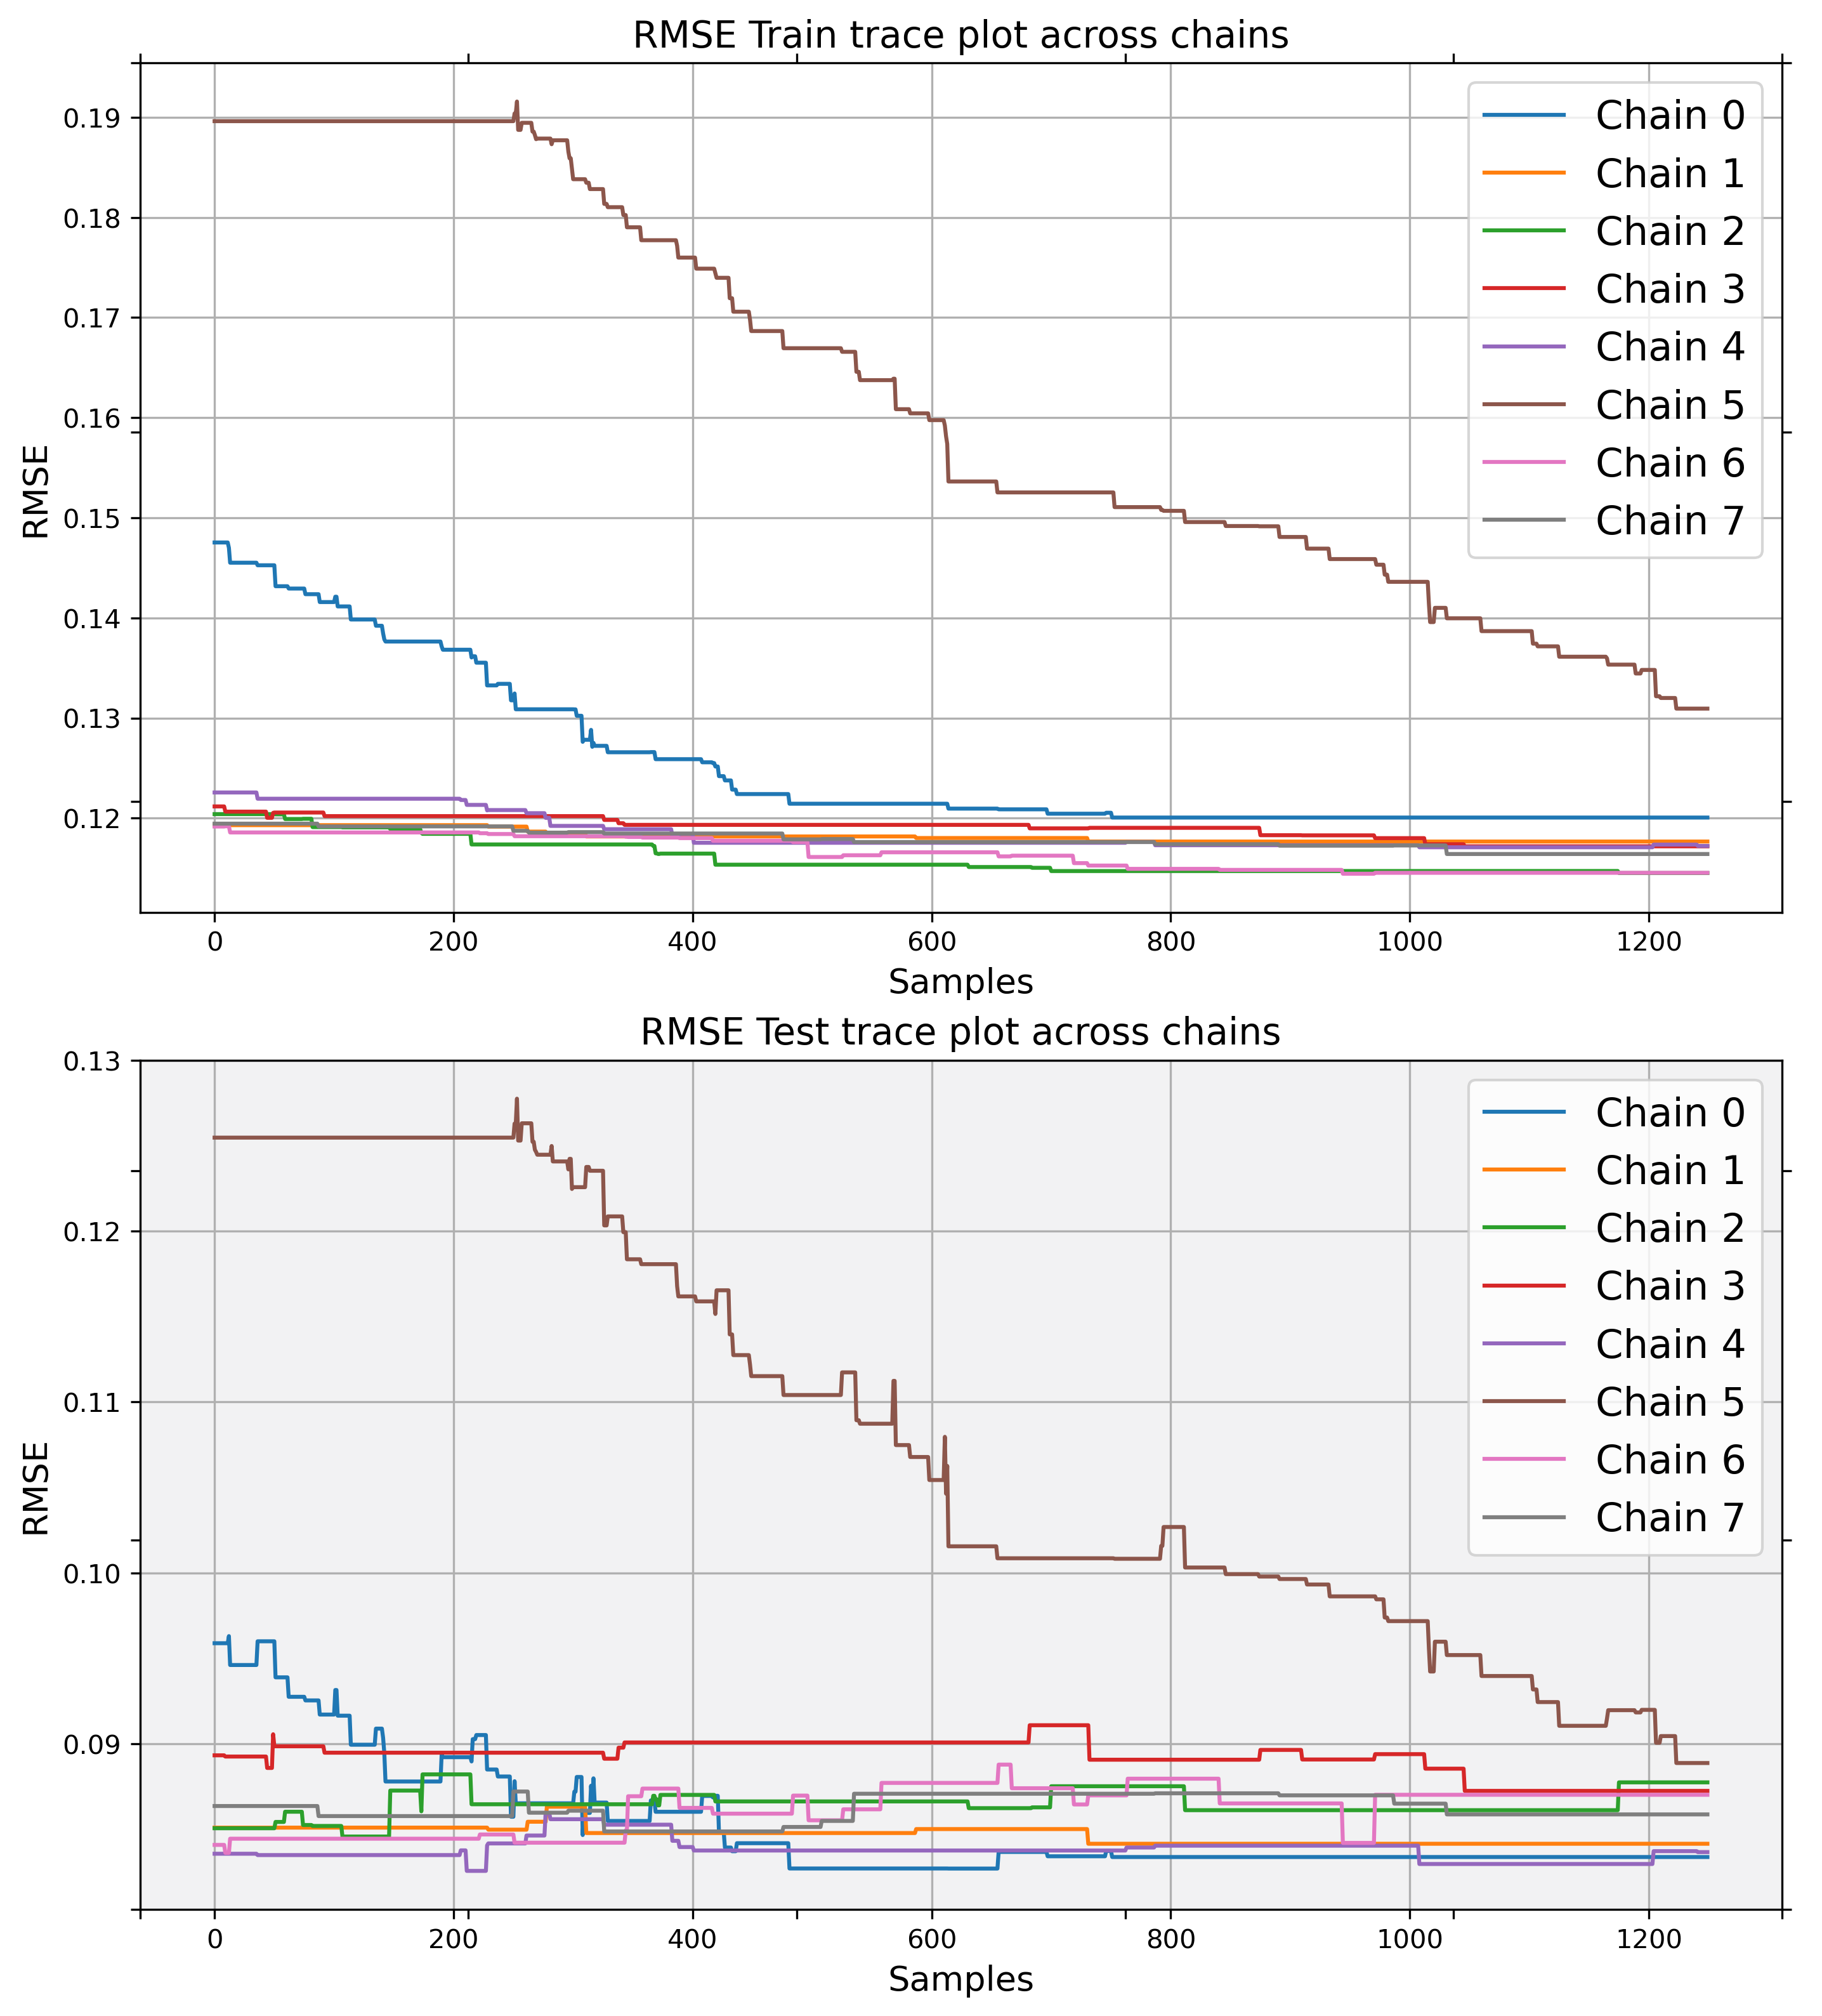 RMSE Train trace plot across chains
0.19
0.18
0.17
0.16
0.15
0.14
0.13
0.12
RMSE
Chain 0
Chain 1
Chain 2
Chain 3
Chain 4
Chain 5
Chain 6
Chain 7
0 200 400 600 800 1000 1200
Samples
RMSE Test trace plot across chains
0.13
0.12
0.11
0.10
0.09
RMSE
Chain 0
Chain 1
Chain 2
Chain 3
Chain 4
Chain 5
Chain 6
Chain 7
0 200 400 600 800 1000 1200
Samples